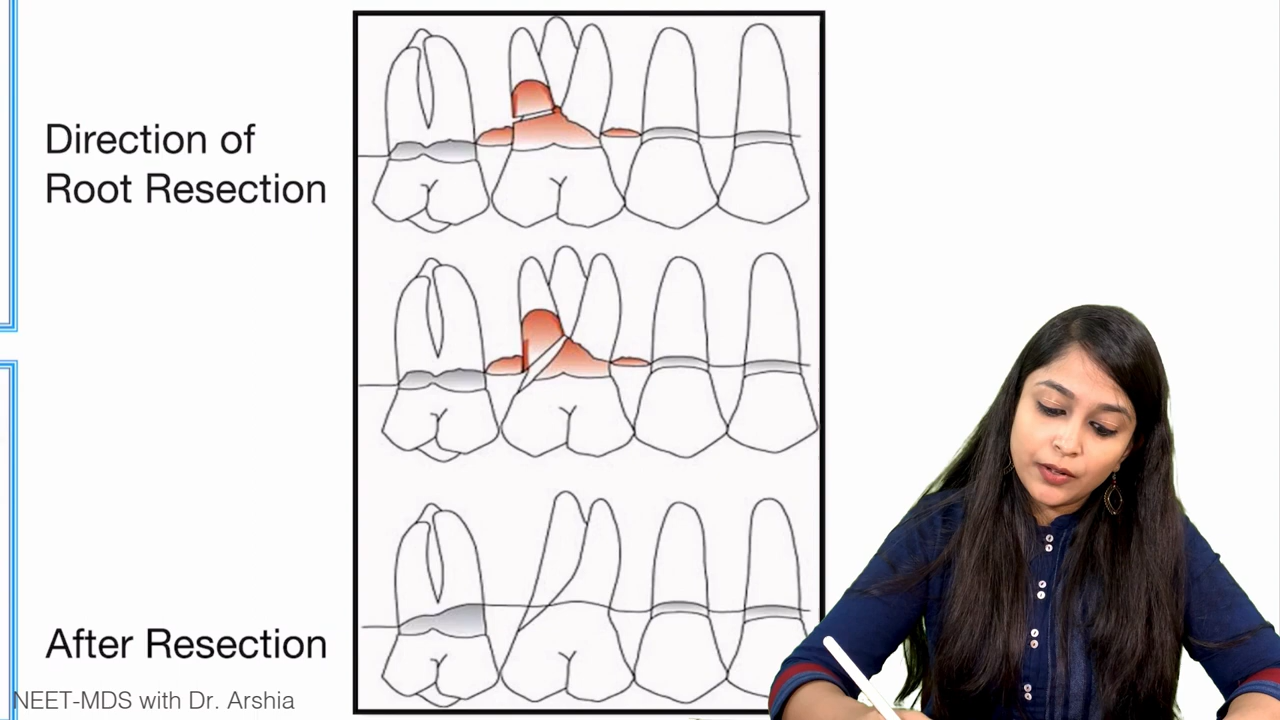 Direction of
Root Resection
After Resection
NEET-MDS with Dr. Arshia